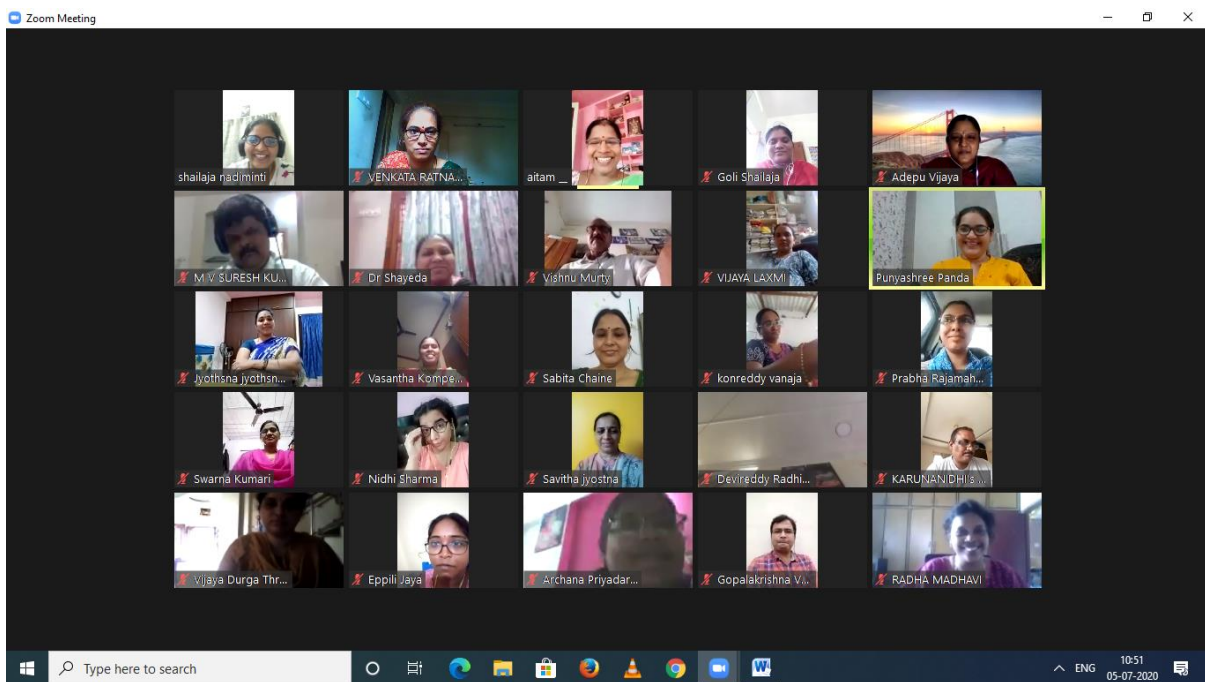 Zoom Meeting
shailaja nadiminti
VENKATA RATNA...
aitam _
Goli Shailaja
Adepu Vijaya
M V SURESH KU...
Dr Shayeda
Vishnu Murty
VIJAYA LAXMI
Punyashree Panda
Jyothsna jyothsn...
Vasantha Kompe...
Sabita Chaine
konreddy vanaja
Prabha Rajamah...
Swarna Kumari
Nidhi Sharma
Savitha jyostna
Devireddy Radhi...
KARUNANIDHI's ...
Vijaya Durga Thr...
Eppili Jaya
Archana Priyadar...
Gopalakrishna V...
RADHA MADHAVI
Type here to search
ENG
10:51
05-07-2020